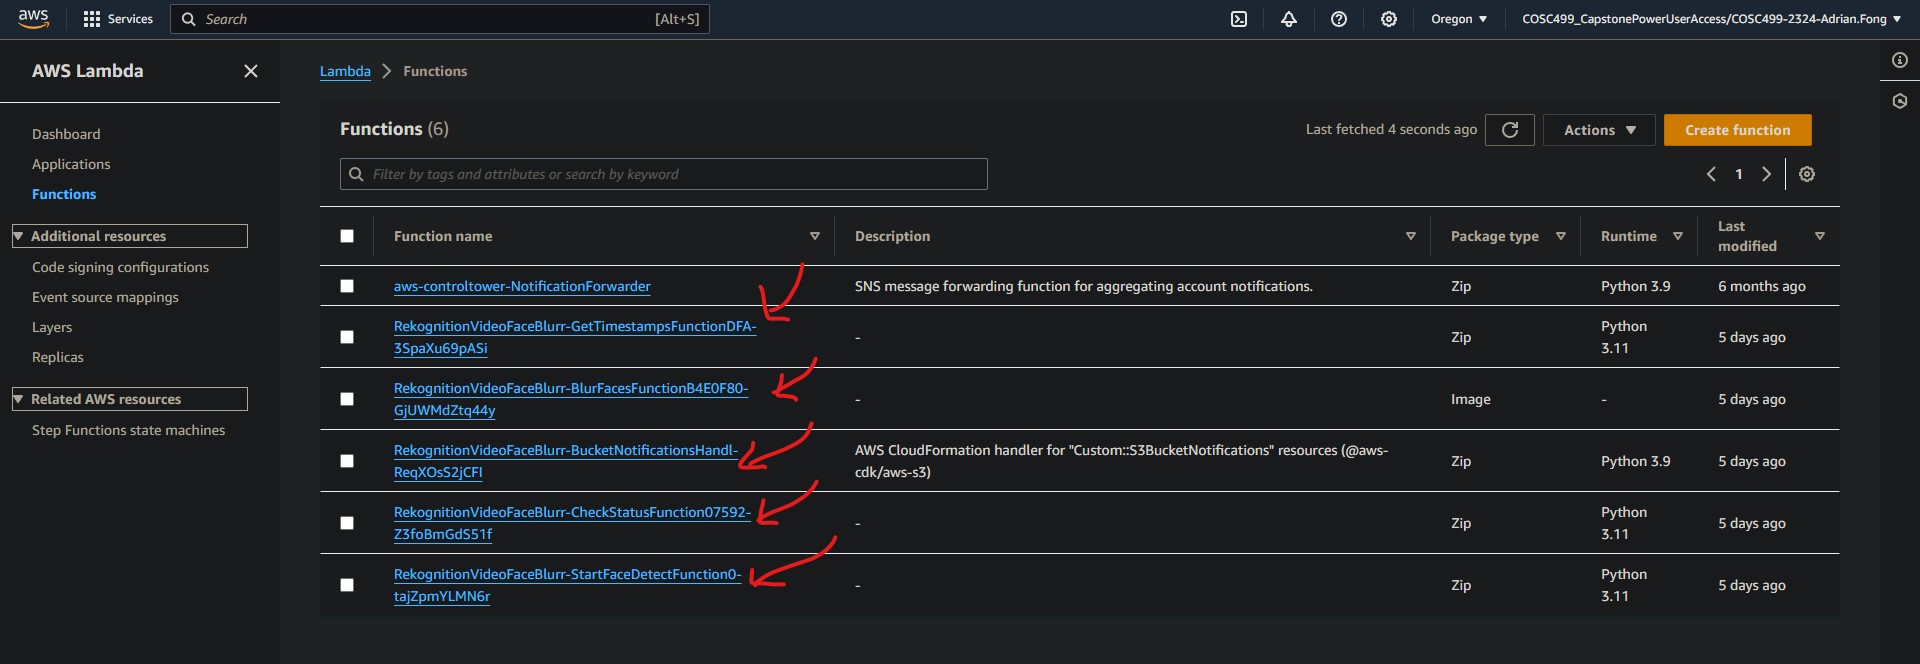 aws
Services
Search
[Alt+S]
Oregon
COSC499_CapstonePowerUserAccess/COSC499-2324-Adrian.Fong
AWS Lambda
Dashboard
Applications
Functions
Additional resources
Code signing configurations
Event source mappings
Layers
Replicas
Related AWS resources
Step Functions state machines
Lambda > Functions
Functions (6)
Last fetched 4 seconds ago
Actions
Create function
Filter by tags and attributes or search by keyword
1
Function name
Description
Package type
Runtime
Last
modified
aws-controltower-NotificationForwarder
SNS message forwarding function for aggregating account notifications.
Zip
Python 3.9
6 months ago
RekognitionVideoFaceBlurr-GetTimestampsFunctionDFA-
3SpaXu69pASi
-
Zip
Python
3.11
5 days ago
RekognitionVideoFaceBlurr-BlurFacesFunctionB4E0F80-
GjUWMdZtq44y
-
Image
-
5 days ago
RekognitionVideoFaceBlurr-BucketNotificationsHandl-
ReqXOsS2jCFI
AWS CloudFormation handler for "Custom::S3BucketNotifications" resources (@aws-
cdk/aws-s3)
Zip
Python 3.9
5 days ago
RekognitionVideoFaceBlurr-CheckStatusFunction07592-
Z3foBmGdS51f
-
Zip
Python
3.11
5 days ago
RekognitionVideoFaceBlurr-StartFaceDetectFunction0-
tajZpmYLMN6r
-
Zip
Python
3.11
5 days ago